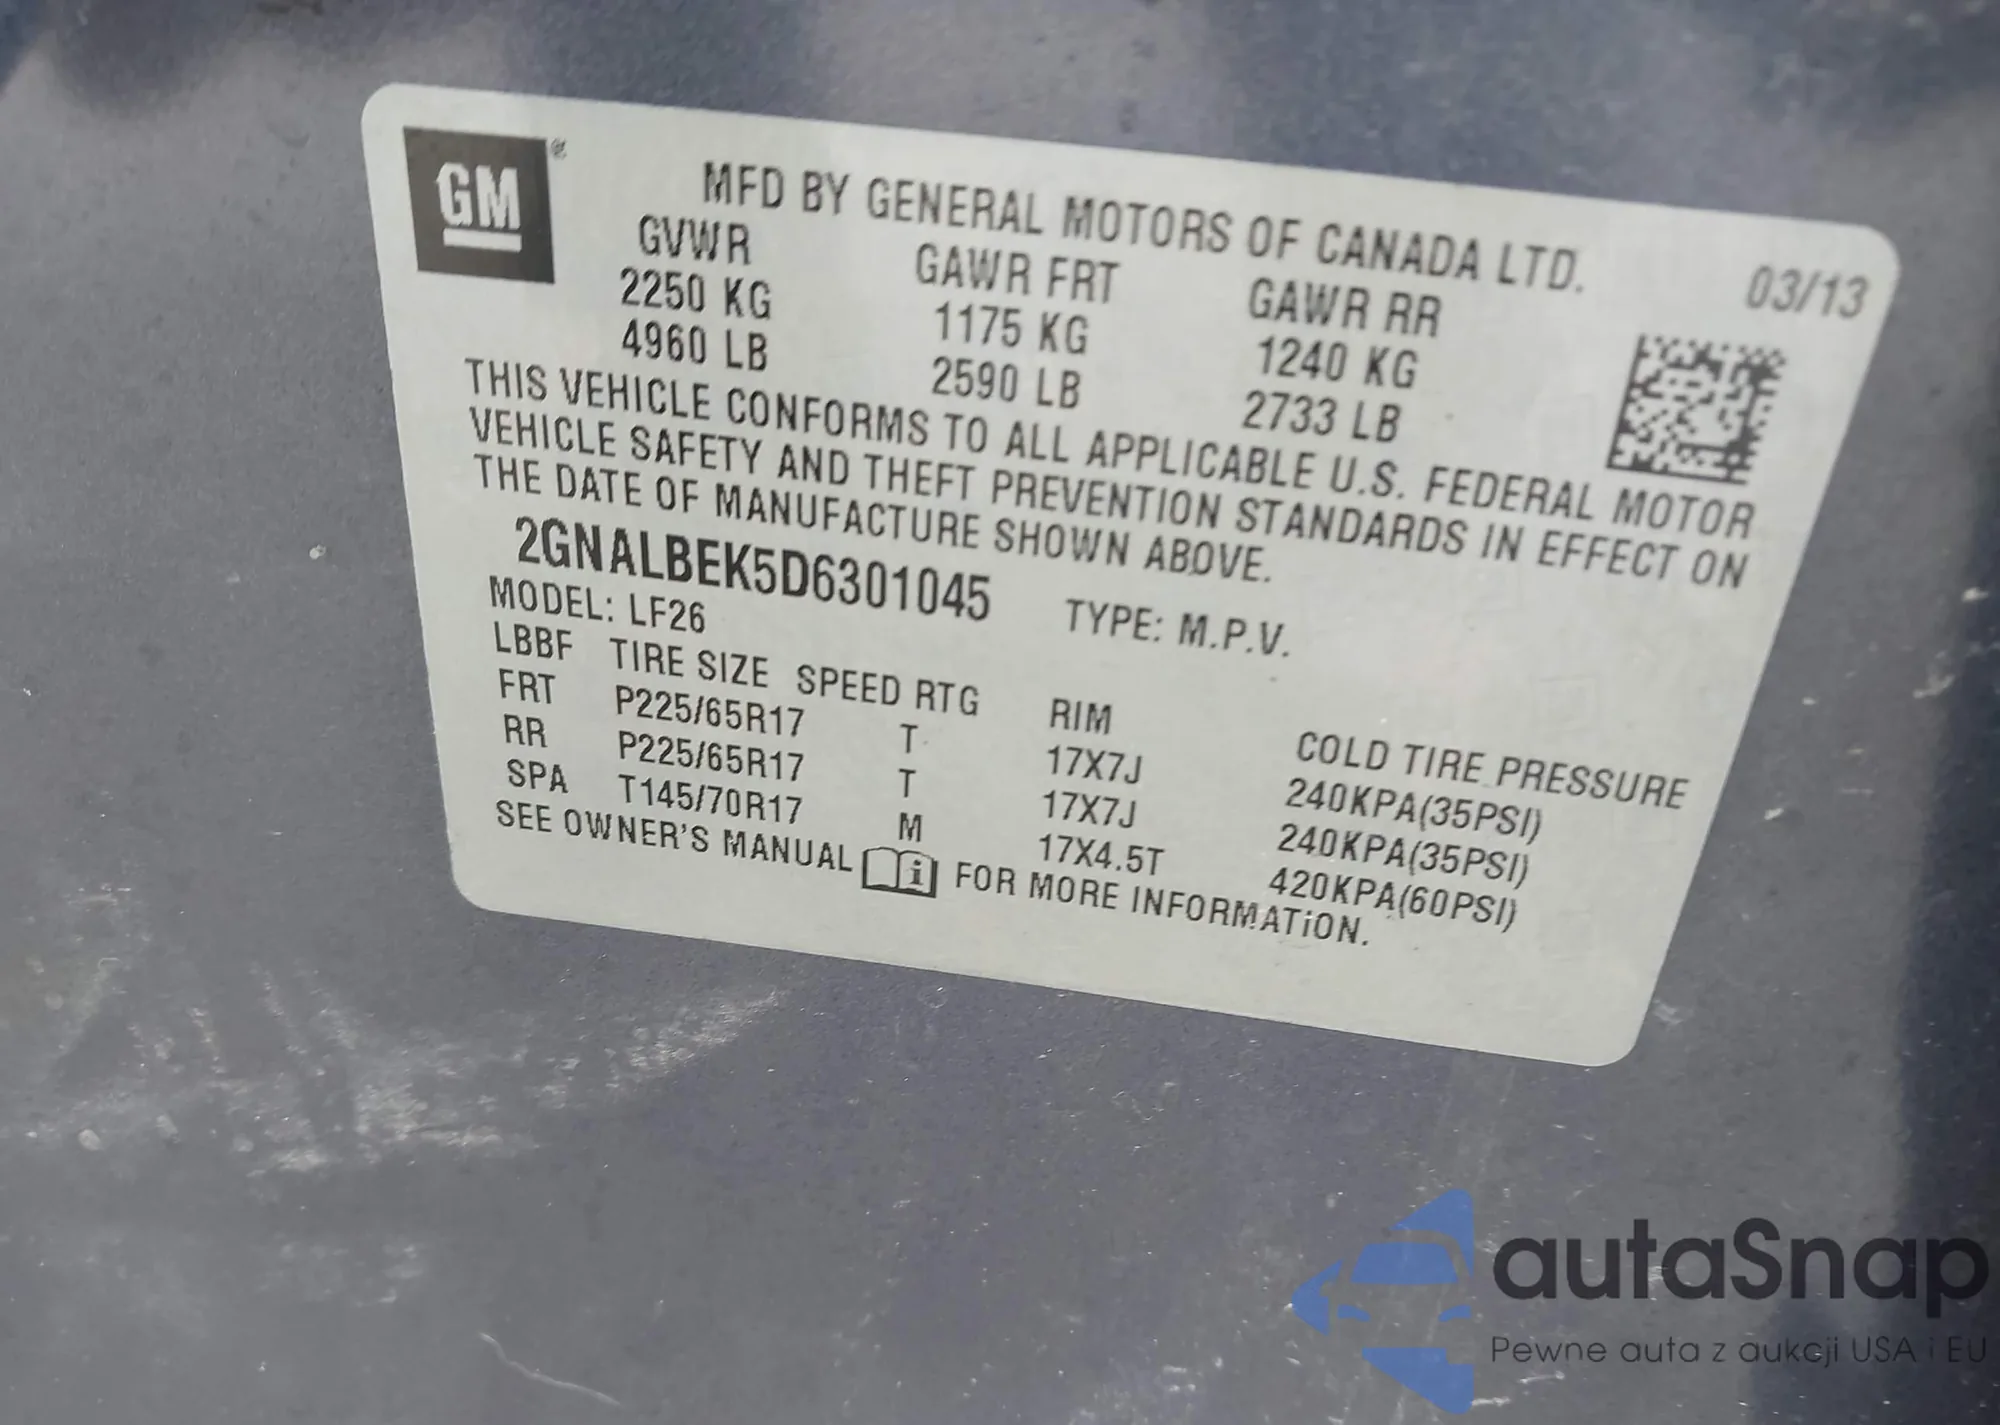 GM®
MFD BY GENERAL MOTORS OF CANADA LTD.
03/13
GVWR GAWR FRT GAWR RR
2250 KG 1175 KG 1240 KG
4960 LB 2590 LB 2733 LB
THIS VEHICLE CONFORMS TO ALL APPLICABLE U.S. FEDERAL MOTOR
VEHICLE SAFETY AND THEFT PREVENTION STANDARDS IN EFFECT ON
THE DATE OF MANUFACTURE SHOWN ABOVE.
2GNALBEK5D6301045 TYPE: M.P.V.
MODEL: LF26
LBBF TIRE SIZE SPEED RTG RIM COLD TIRE PRESSURE
FRT P225/65R17 T 17X7J 240KPA(35PSI)
RR P225/65R17 T 17X7J 240KPA(35PSI)
SPA T145/70R17 M 17X4.5T 420KPA(60PSI)
SEE OWNER'S MANUAL i FOR MORE INFORMATiON.
autaSnap
Pewne auta z aukcji USA i EU